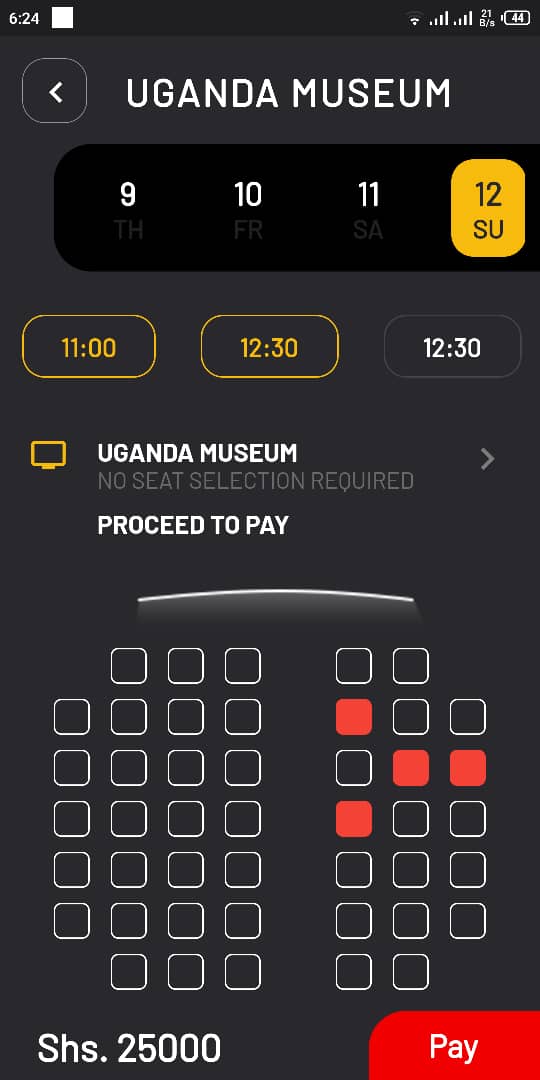 6:24 21 B/s 44
UGANDA MUSEUM
9 10 11 12
TH FR SA SU
11:00 12:30 12:30
UGANDA MUSEUM
NO SEAT SELECTION REQUIRED
PROCEED TO PAY
Shs. 25000 Pay